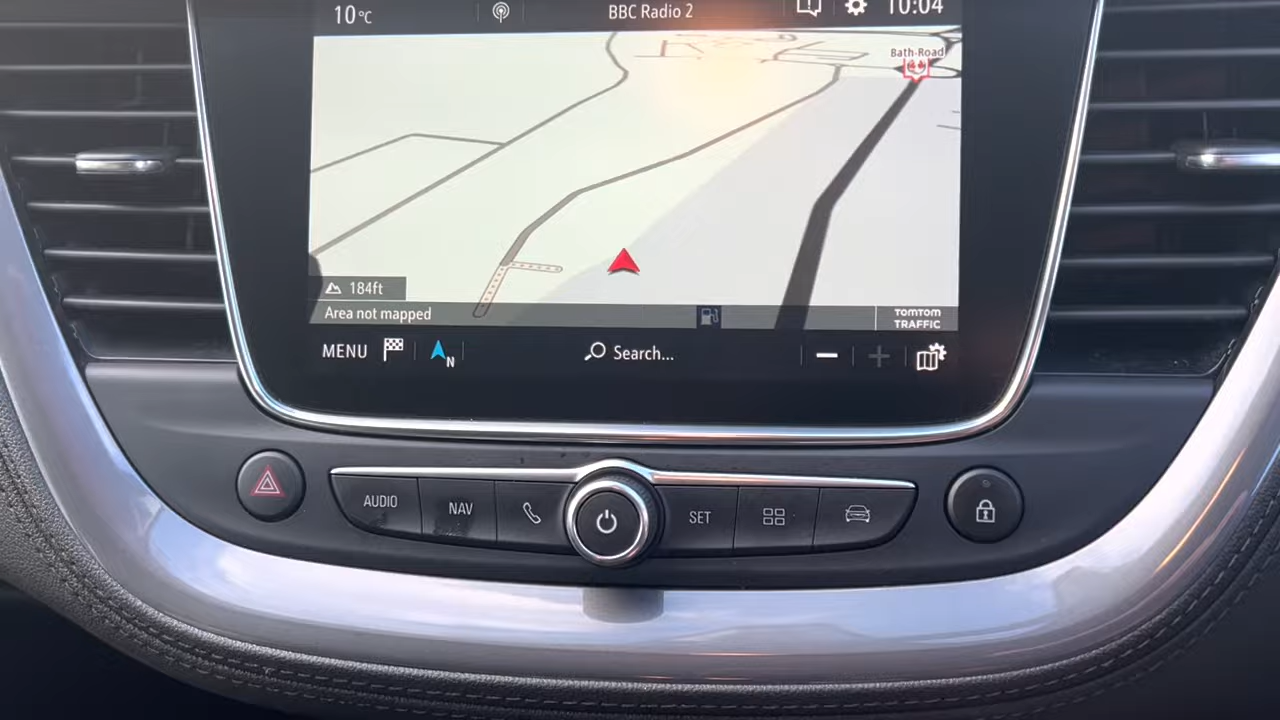 10°C
BBC Radio 2
10:04
Bath Road
184ft
Area not mapped
TOMTOM
TRAFFIC
MENU
N
Search...
AUDIO
NAV
SET